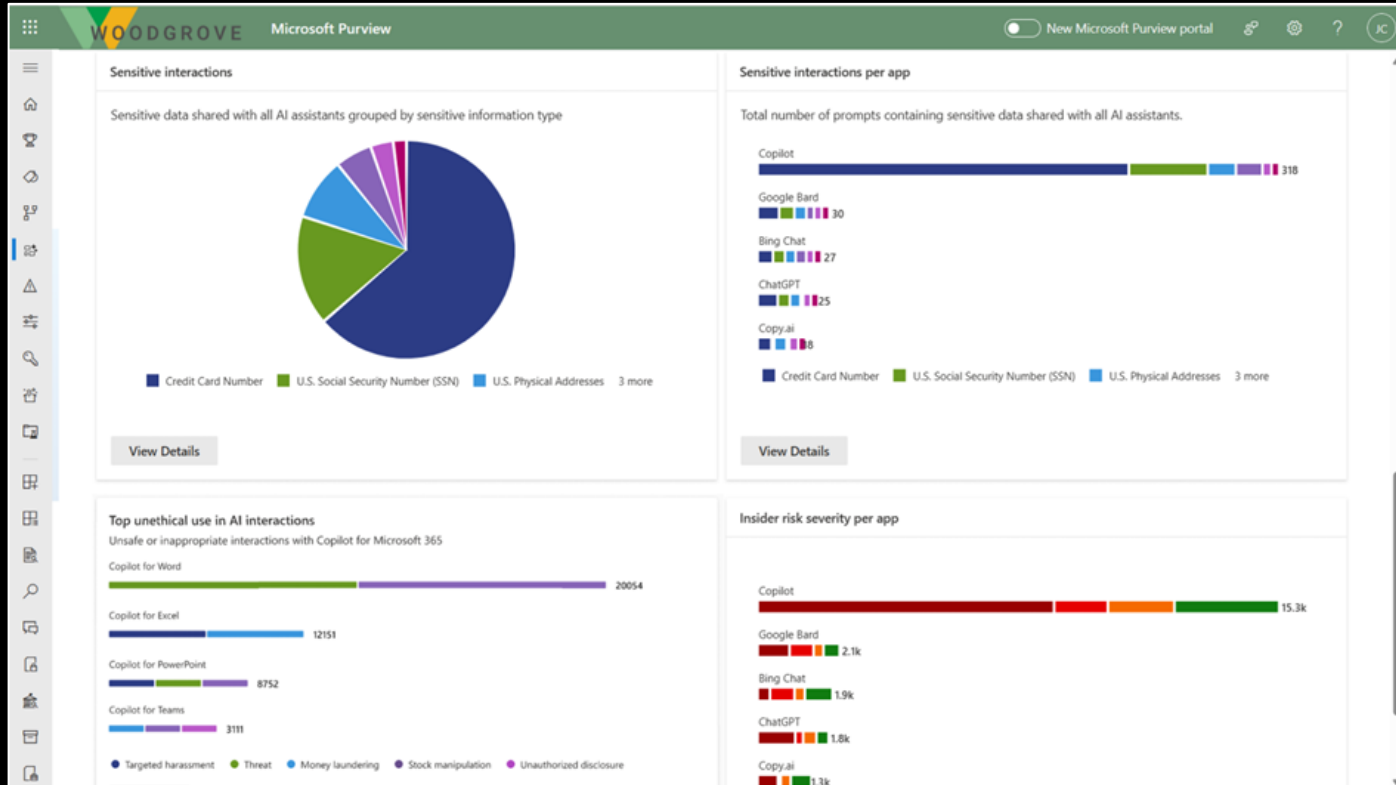 WOODGROVE
Microsoft Purview
New Microsoft Purview portal
?
JC
Sensitive interactions
Sensitive data shared with all AI assistants grouped by sensitive information type
Credit Card Number
U.S. Social Security Number (SSN)
U.S. Physical Addresses
3 more
View Details
Sensitive interactions per app
Total number of prompts containing sensitive data shared with all AI assistants.
Copilot
318
Google Bard
30
Bing Chat
27
ChatGPT
25
Copy.ai
Credit Card Number
U.S. Social Security Number (SSN)
U.S. Physical Addresses
3 more
View Details
Top unethical use in AI interactions
Unsafe or inappropriate interactions with Copilot for Microsoft 365
Copilot for Word
20054
Copilot for Excel
12151
Copilot for PowerPoint
8752
Copilot for Teams
3111
Targeted harassment
Threat
Money laundering
Stock manipulation
Unauthorized disclosure
Insider risk severity per app
Copilot
15.3k
Google Bard
2.1k
Bing Chat
1.9k
ChatGPT
1.8k
Copy.ai
1.3k